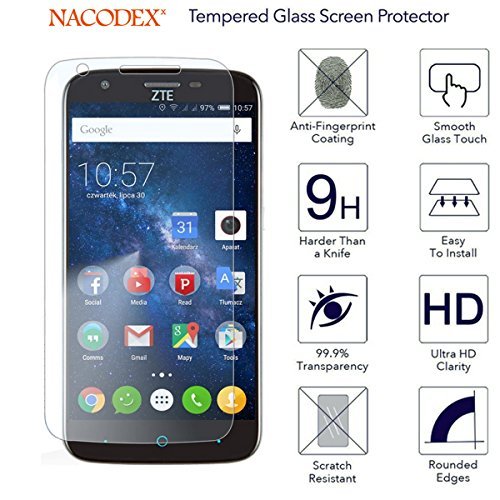 NACODEX x
Tempered Glass Screen Protector
ZTE
97% 10:57
Google
10:57
czwartek, lipca 30
31
Kalendarz
Aparat
Social
Media
Read
Tłumacz
Comms
Gmail
Mapy
Tools
Anti-Fingerprint
Coating
Smooth
Glass Touch
9H
Harder Than
a Knife
Easy
To Install
99.9%
Transparency
HD
Ultra HD
Clarity
Scratch
Resistant
Rounded
Edges